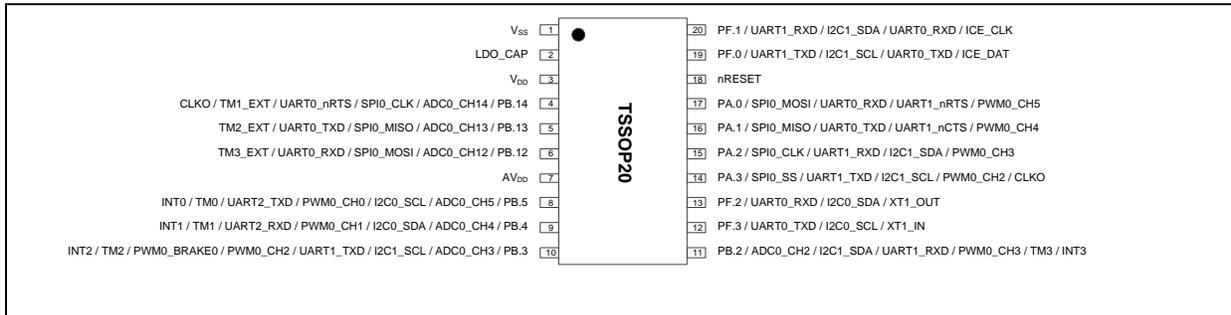 VSS 1
LDO_CAP 2
VDD 3
CLKO / TM1_EXT / UART0_nRTS / SPI0_CLK / ADC0_CH14 / PB.14 4
TM2_EXT / UART0_TXD / SPI0_MISO / ADC0_CH13 / PB.13 5
TM3_EXT / UART0_RXD / SPI0_MOSI / ADC0_CH12 / PB.12 6
AVDD 7
INT0 / TM0 / UART2_TXD / PWM0_CH0 / I2C0_SCL / ADC0_CH5 / PB.5 8
INT1 / TM1 / UART2_RXD / PWM0_CH1 / I2C0_SDA / ADC0_CH4 / PB.4 9
INT2 / TM2 / PWM0_BRAKE0 / PWM0_CH2 / UART1_TXD / I2C1_SCL / ADC0_CH3 / PB.3 10
TSSOP20
20 PF.1 / UART1_RXD / I2C1_SDA / UART0_RXD / ICE_CLK
19 PF.0 / UART1_TXD / I2C1_SCL / UART0_TXD / ICE_DAT
18 nRESET
17 PA.0 / SPI0_MOSI / UART0_RXD / UART1_nRTS / PWM0_CH5
16 PA.1 / SPI0_MISO / UART0_TXD / UART1_nCTS / PWM0_CH4
15 PA.2 / SPI0_CLK / UART1_RXD / I2C1_SDA / PWM0_CH3
14 PA.3 / SPI0_SS / UART1_TXD / I2C1_SCL / PWM0_CH2 / CLKO
13 PF.2 / UART0_RXD / I2C0_SDA / XT1_OUT
12 PF.3 / UART0_TXD / I2C0_SCL / XT1_IN
11 PB.2 / ADC0_CH2 / I2C1_SDA / UART1_RXD / PWM0_CH3 / TM3 / INT3